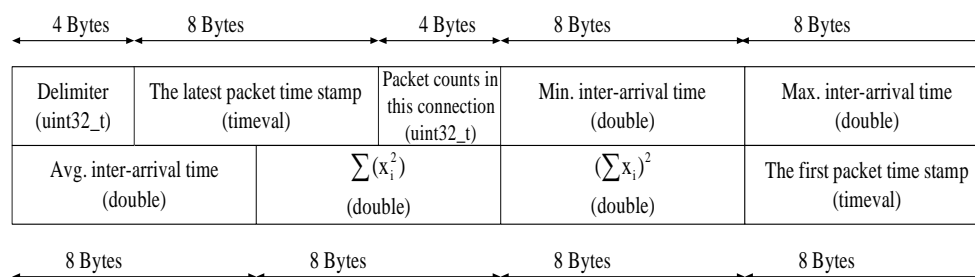 4 Bytes 8 Bytes 4 Bytes 8 Bytes 8 Bytes
Delimiter
(uint32_t)
The latest packet time stamp
(timeval)
Packet counts in
this connection
(uint32_t)
Min. inter-arrival time
(double)
Max. inter-arrival time
(double)
Avg. inter-arrival time
(double)
∑(x_i^2)
(double)
(∑x_i)^2
(double)
The first packet time stamp
(timeval)
8 Bytes 8 Bytes 8 Bytes 8 Bytes